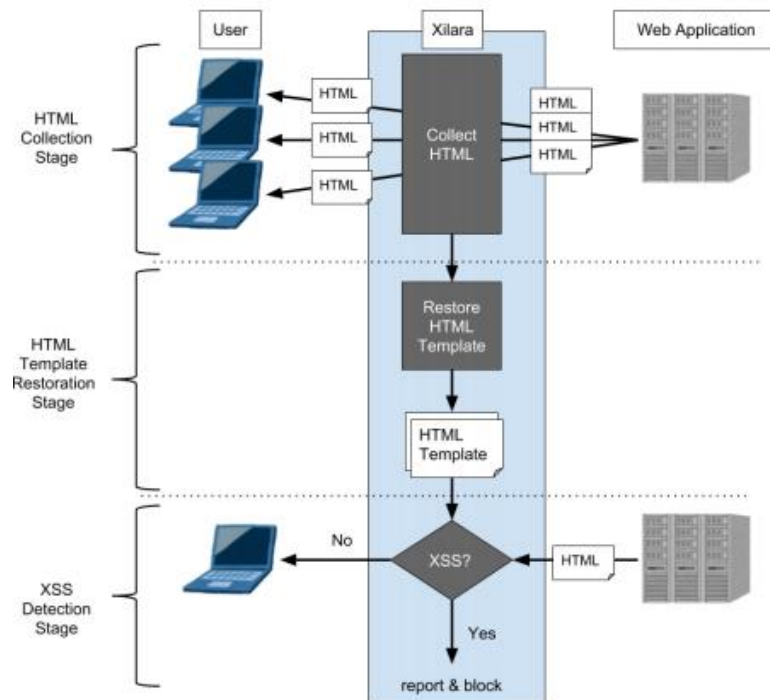 User
Xilara
Web Application
HTML
Collection
Stage
HTML
HTML
HTML
Collect
HTML
HTML
HTML
HTML
HTML
Template
Restoration
Stage
Restore
HTML
Template
HTML
Template
XSS
Detection
Stage
No
XSS?
HTML
Yes
report & block